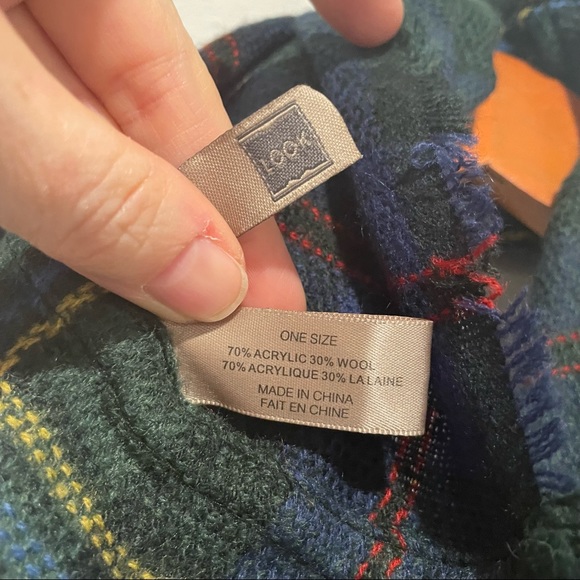 LOOK
ONE SIZE
70% ACRYLIC 30% WOOL
70% ACRYLIQUE 30% LA LAINE
MADE IN CHINA
FAIT EN CHINE